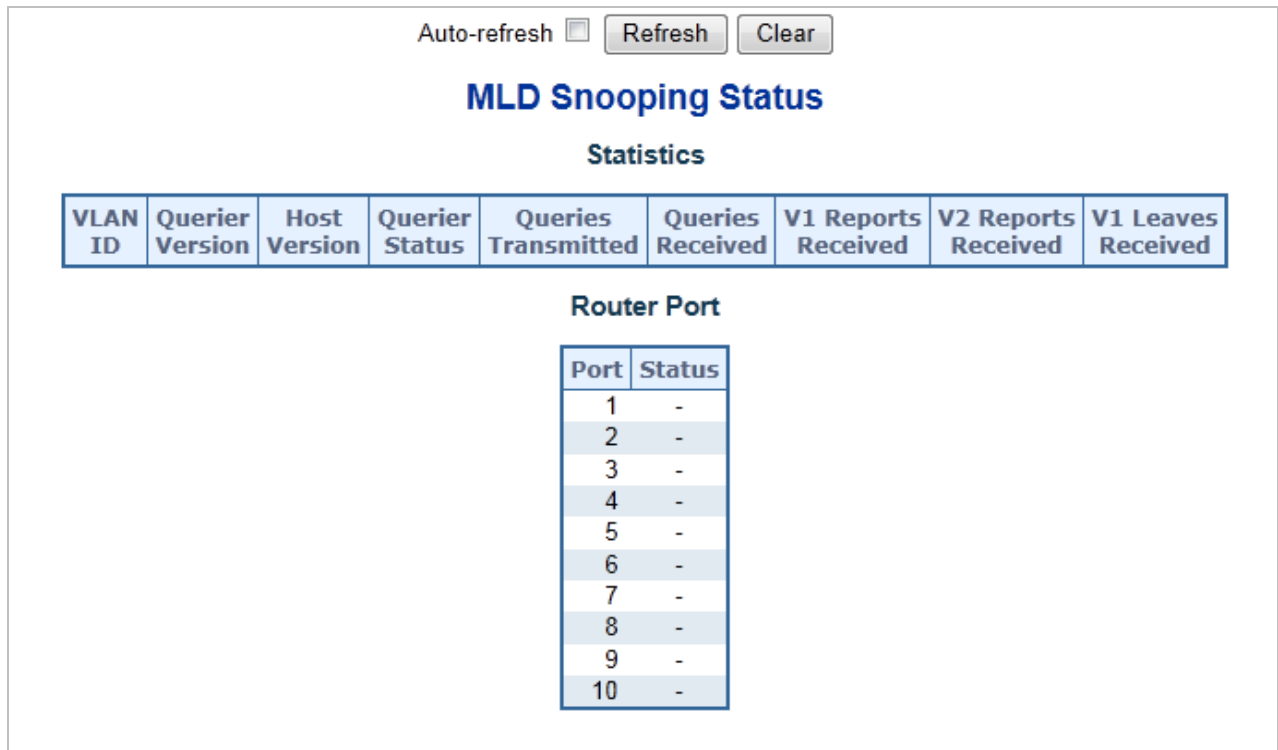 Auto-refresh Refresh Clear
MLD Snooping Status
Statistics
VLAN ID Querier Version Host Version Querier Status Queries Transmitted Queries Received V1 Reports Received V2 Reports Received V1 Leaves Received
Router Port
Port Status
1 -
2 -
3 -
4 -
5 -
6 -
7 -
8 -
9 -
10 -